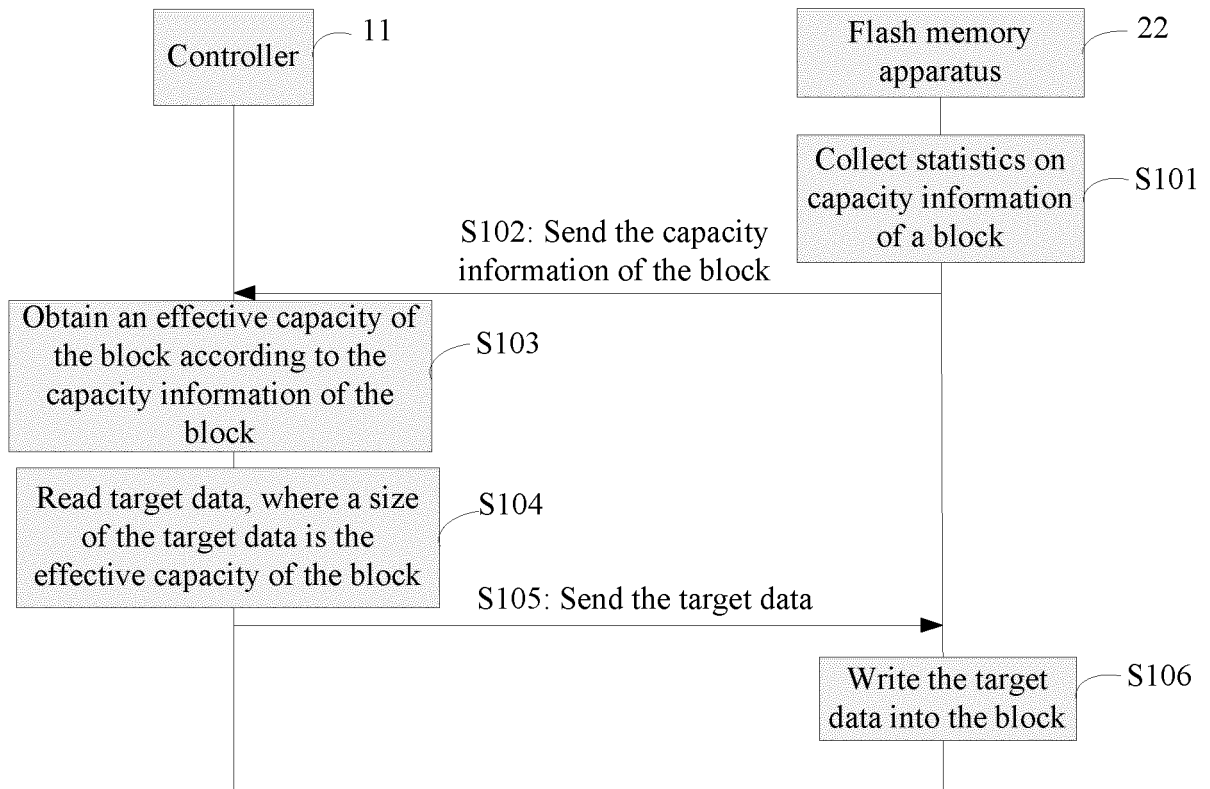 Controller
11
Flash memory
apparatus
22
Collect statistics on
capacity information
of a block
S101
S102: Send the capacity
information of the block
Obtain an effective capacity of
the block according to the
capacity information of the
block
S103
Read target data, where a size
of the target data is the
effective capacity of the block
S104
S105: Send the target data
Write the target
data into the block
S106